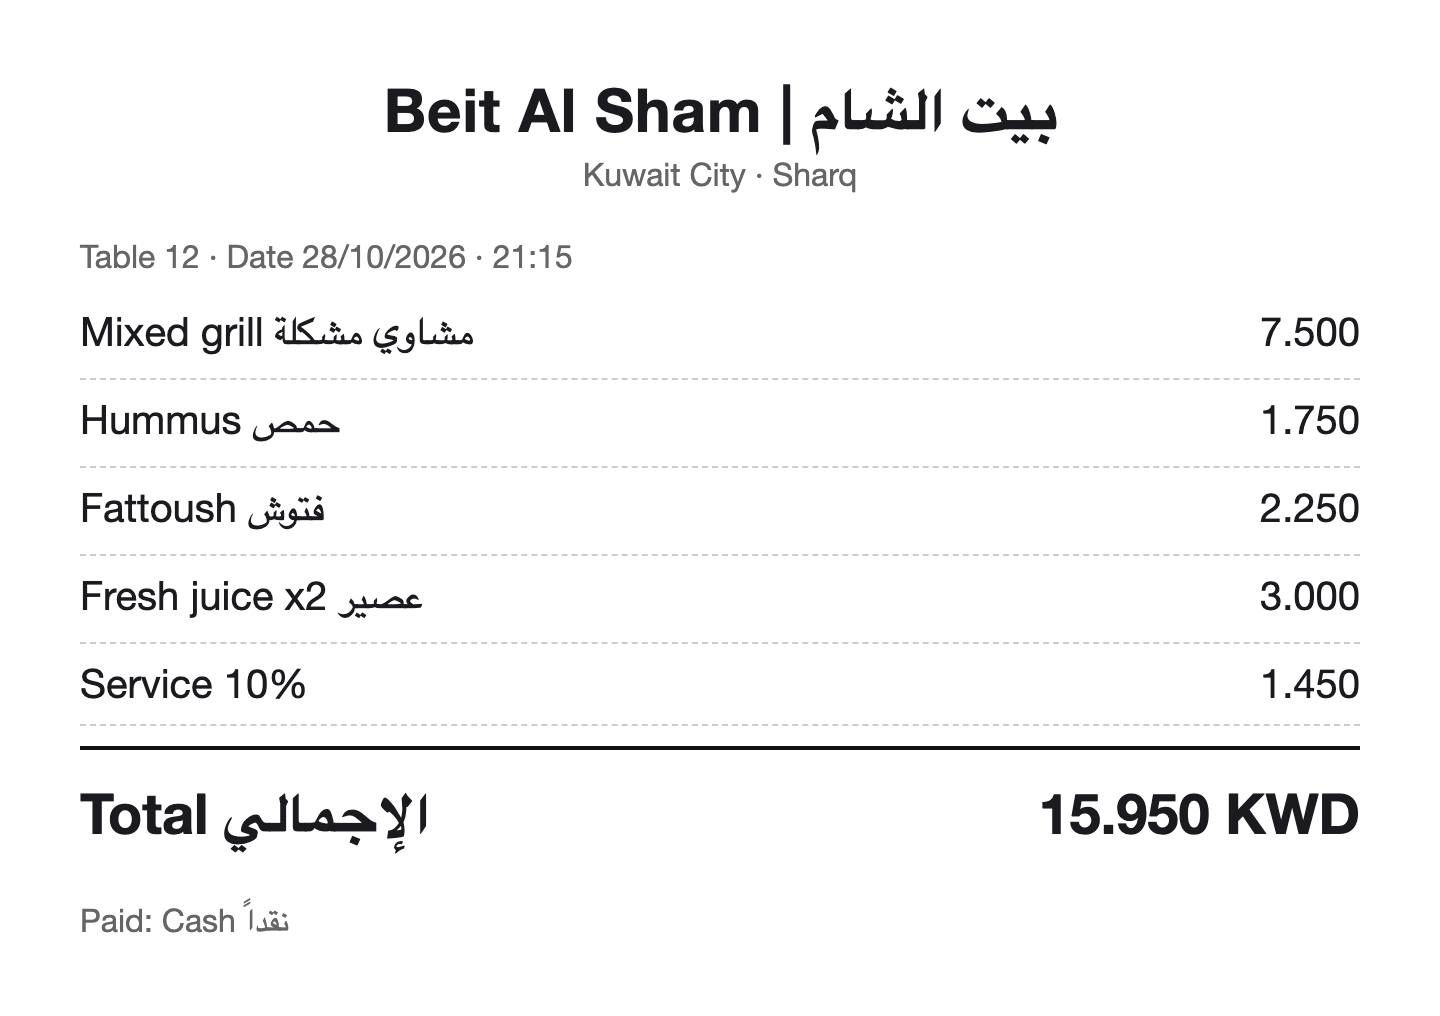 Beit Al Sham | بيت الشام
Kuwait City · Sharq
Table 12 · Date 28/10/2026 · 21:15
Mixed grill مشاوي مشكلة 7.500
Hummus حمص 1.750
Fattoush فتوش 2.250
Fresh juice x2 عصير 3.000
Service 10% 1.450
Total الإجمالي 15.950 KWD
Paid: Cash نقداً